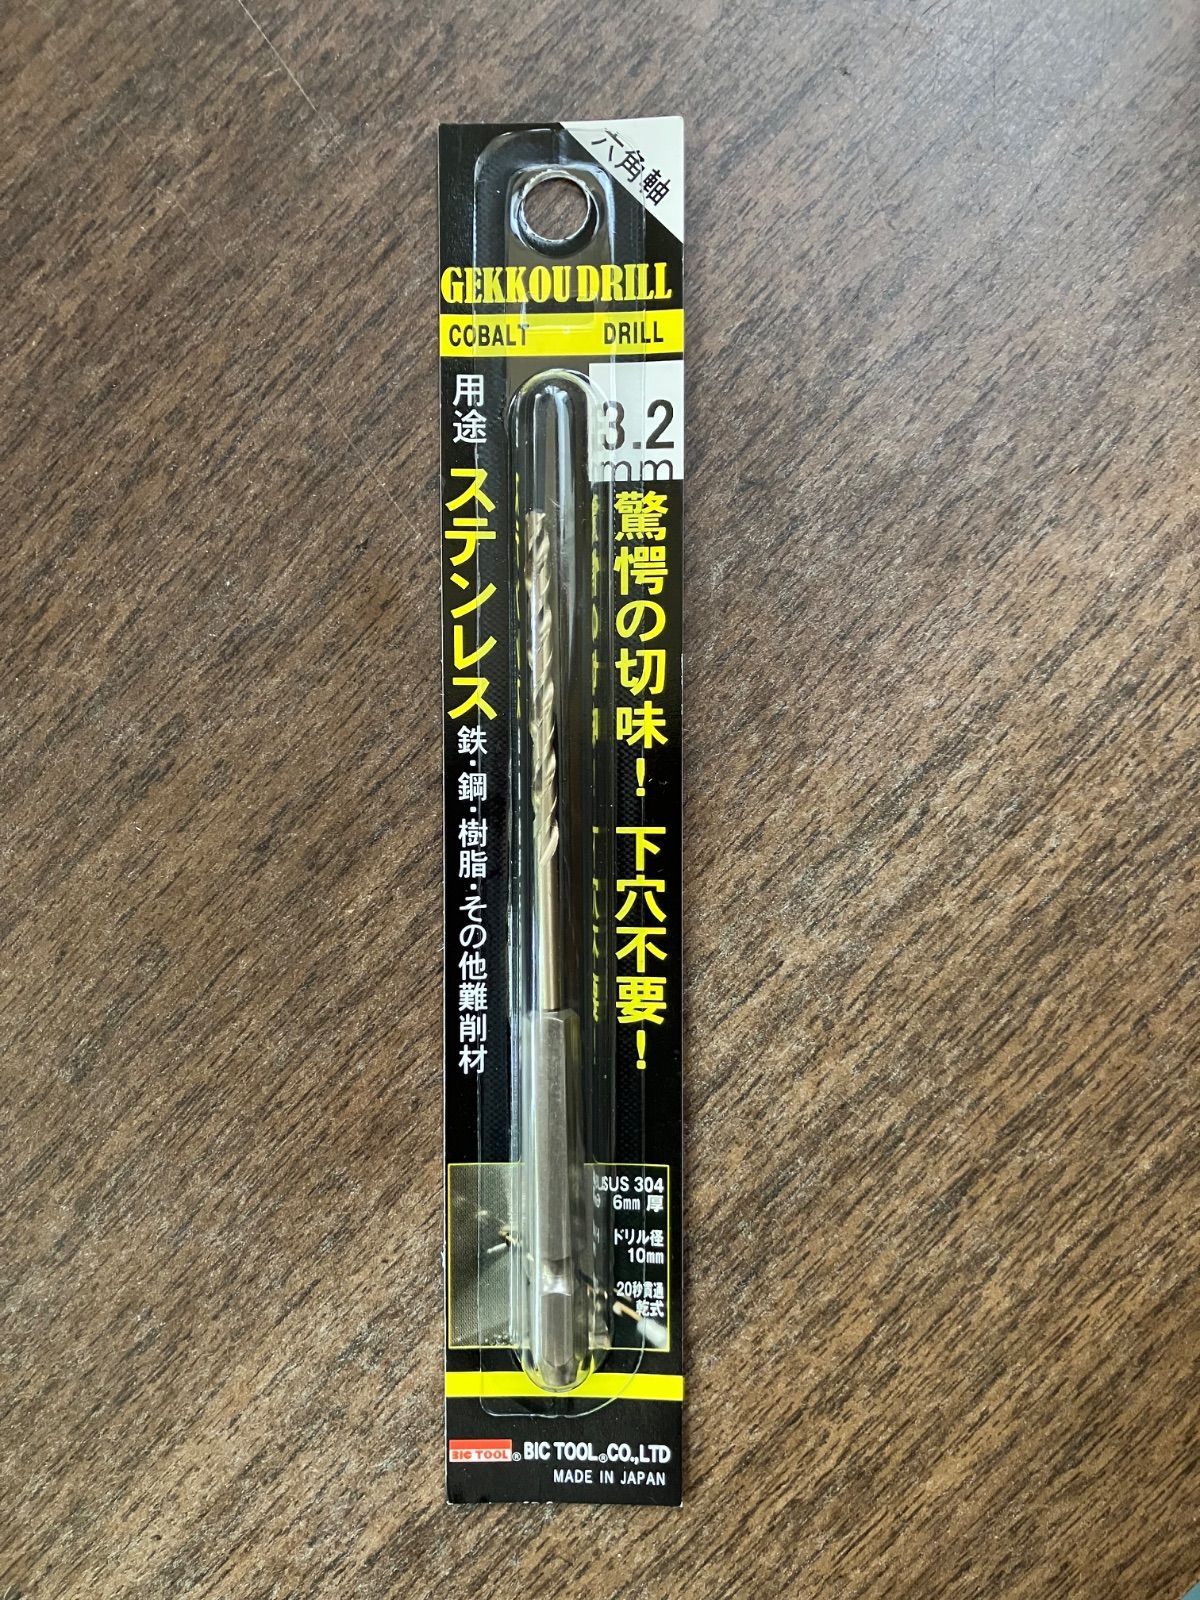 六角軸
GEKKOU DRILL
COBALT DRILL
3.2
mm
用途 ステンレス 鉄・鋼・樹脂・その他難削材
驚愕の切味！下穴不要！
SUS 304
6mm 厚
ドリル径
10mm
20秒貫通
乾式
BIC TOOL® BIC TOOL®CO.,LTD
MADE IN JAPAN